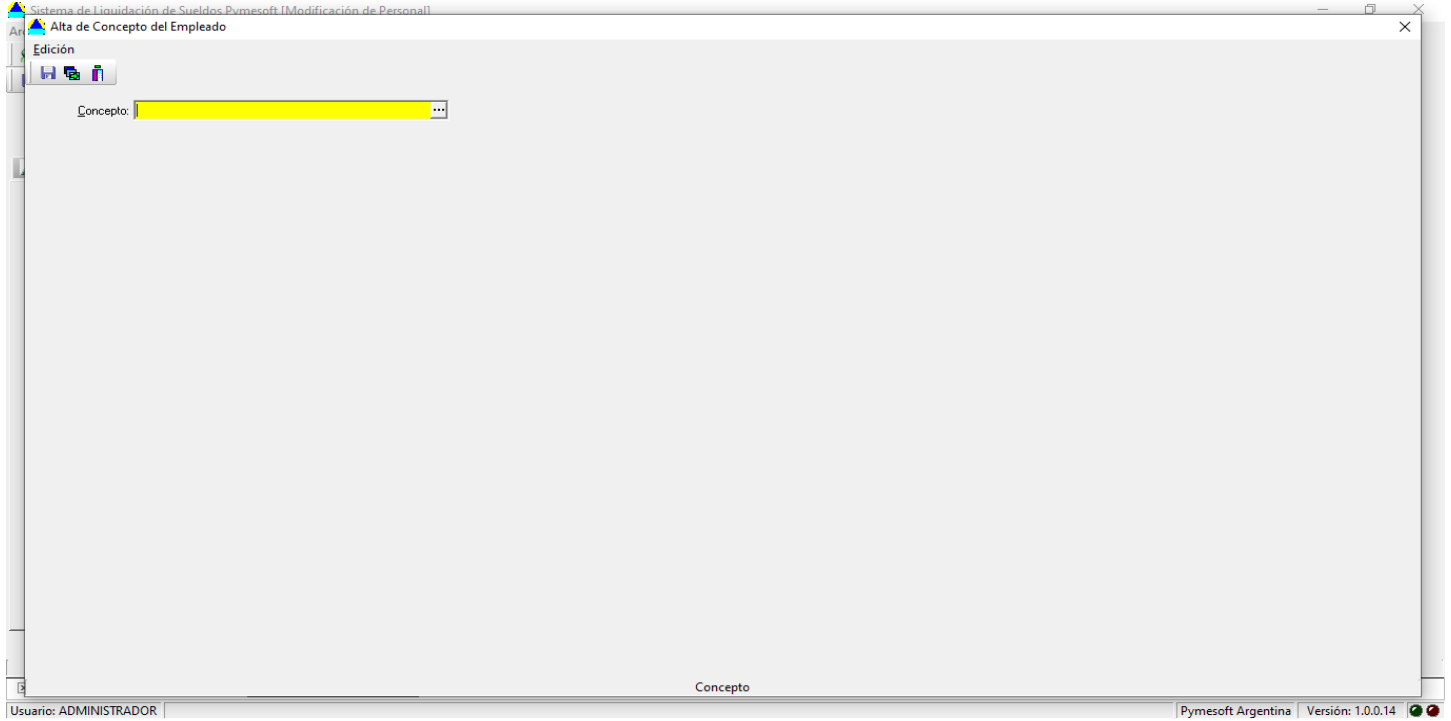 Sistema de Liquidación de Sueldos Pymesoft [Modificación de Personal]
Alta de Concepto del Empleado
Edición
Concepto:
Concepto
Usuario: ADMINISTRADOR
Pymesoft Argentina
Versión: 1.0.0.14